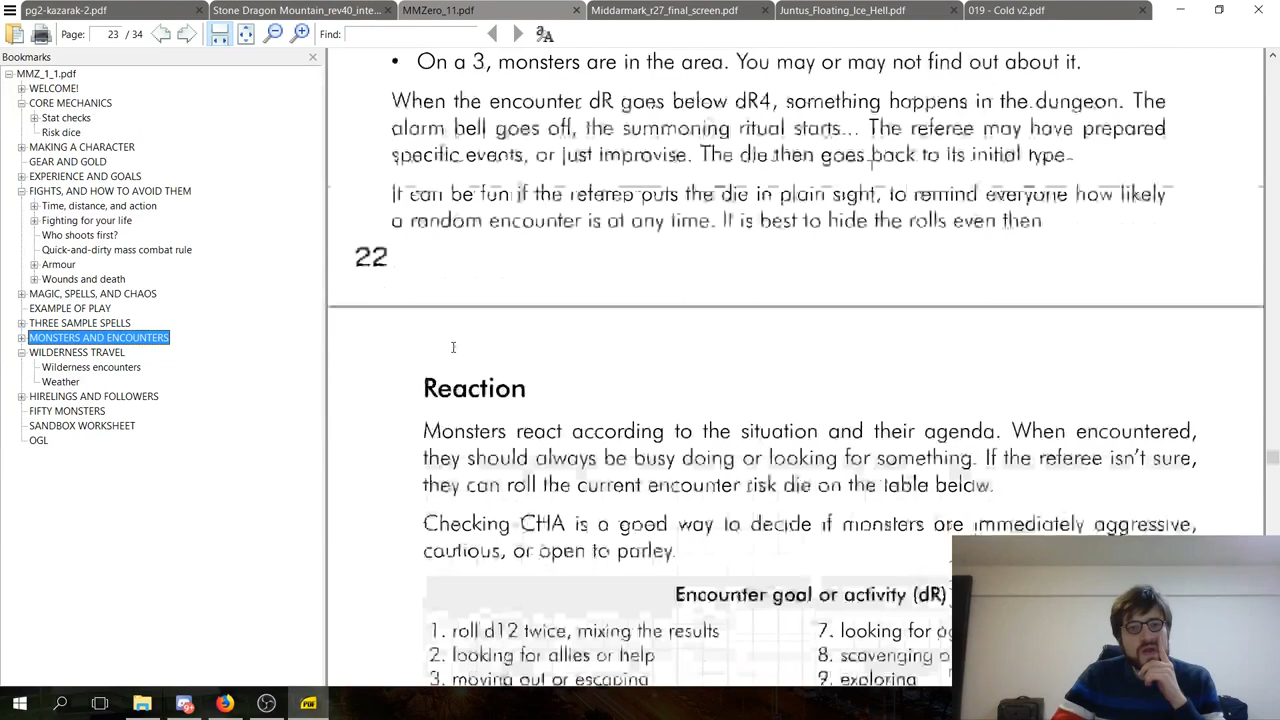 pg2-kazarak-2.pdf
Stone Dragon Mountain_rev40_inte...
MMZero_11.pdf
Middarmark_r27_final_screen.pdf
Juntus_Floating_Ice_Hell.pdf
019 - Cold v2.pdf
Page: 23 / 34
Find:
Bookmarks
MMZ_1_1.pdf
WELCOME!
CORE MECHANICS
Stat checks
Risk dice
MAKING A CHARACTER
GEAR AND GOLD
EXPERIENCE AND GOALS
FIGHTS, AND HOW TO AVOID THEM
Time, distance, and action
Fighting for your life
Who shoots first?
Quick-and-dirty mass combat rule
Armour
Wounds and death
MAGIC, SPELLS, AND CHAOS
EXAMPLE OF PLAY
THREE SAMPLE SPELLS
MONSTERS AND ENCOUNTERS
WILDERNESS TRAVEL
Wilderness encounters
Weather
HIRELINGS AND FOLLOWERS
FIFTY MONSTERS
SANDBOX WORKSHEET
OGL
• On a 3, monsters are in the area. You may or may not find out about it.
When the encounter dR goes below dR4, something happens in the dungeon. The
alarm bell goes off, the summoning ritual starts... The referee may have prepared
specific events, or just improvise. The die then goes back to its initial type.
It can be fun if the referee puts the die in plain sight, to remind everyone how likely
a random encounter is at any time. It is best to hide the rolls even then
22
Reaction
Monsters react according to the situation and their agenda. When encountered,
they should always be busy doing or looking for something. If the referee isn't sure,
they can roll the current encounter risk die on the table below.
Checking CHA is a good way to decide if monsters are immediately aggressive,
cautious, or open to parley.
Encounter goal or activity (dR)
1. roll d12 twice, mixing the results
7. looking for
2. looking for allies or help
8. scavenging
3. moving out or escaping
9. exploring
PDF